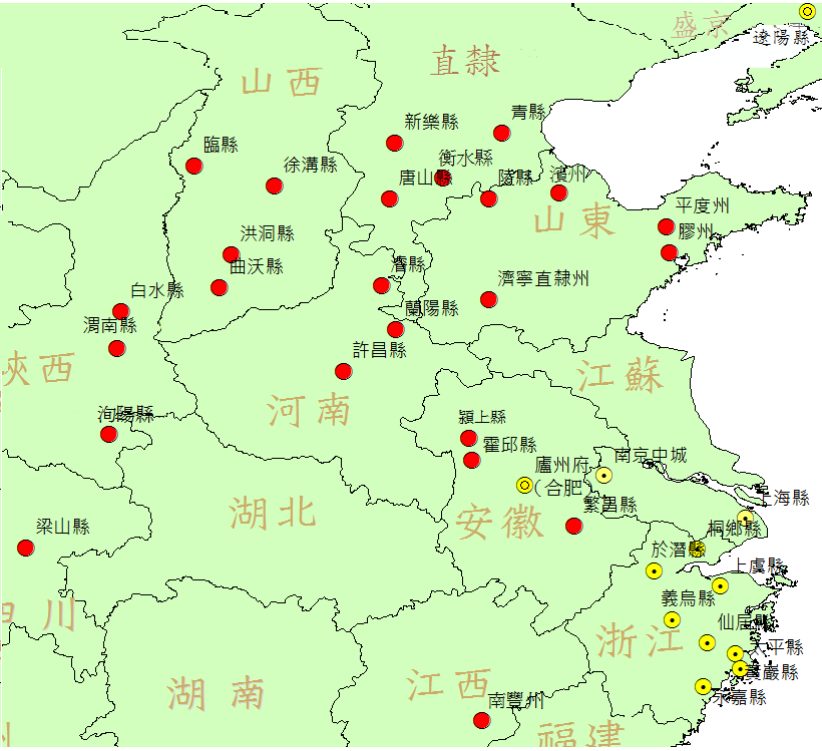 盛京
遼陽縣
直隸
山西
青縣
新樂縣
臨縣
衡水縣
徐溝縣
唐山縣
陵縣
濱州
山東
平度州
膠州
洪洞縣
曲沃縣
濬縣
濟寧直隸州
白水縣
蘭陽縣
渭南縣
許昌縣
陝西
江蘇
河南
洵陽縣
潁上縣
霍邱縣
廬州府
(合肥)
南京中城
上海縣
繁昌縣
湖北
安徽
梁山縣
桐鄉縣
於潛縣
上虞縣
義烏縣
四川
仙居縣
浙江
太平縣
黃巖縣
永嘉縣
湖南
江西
南豐州
福建
州